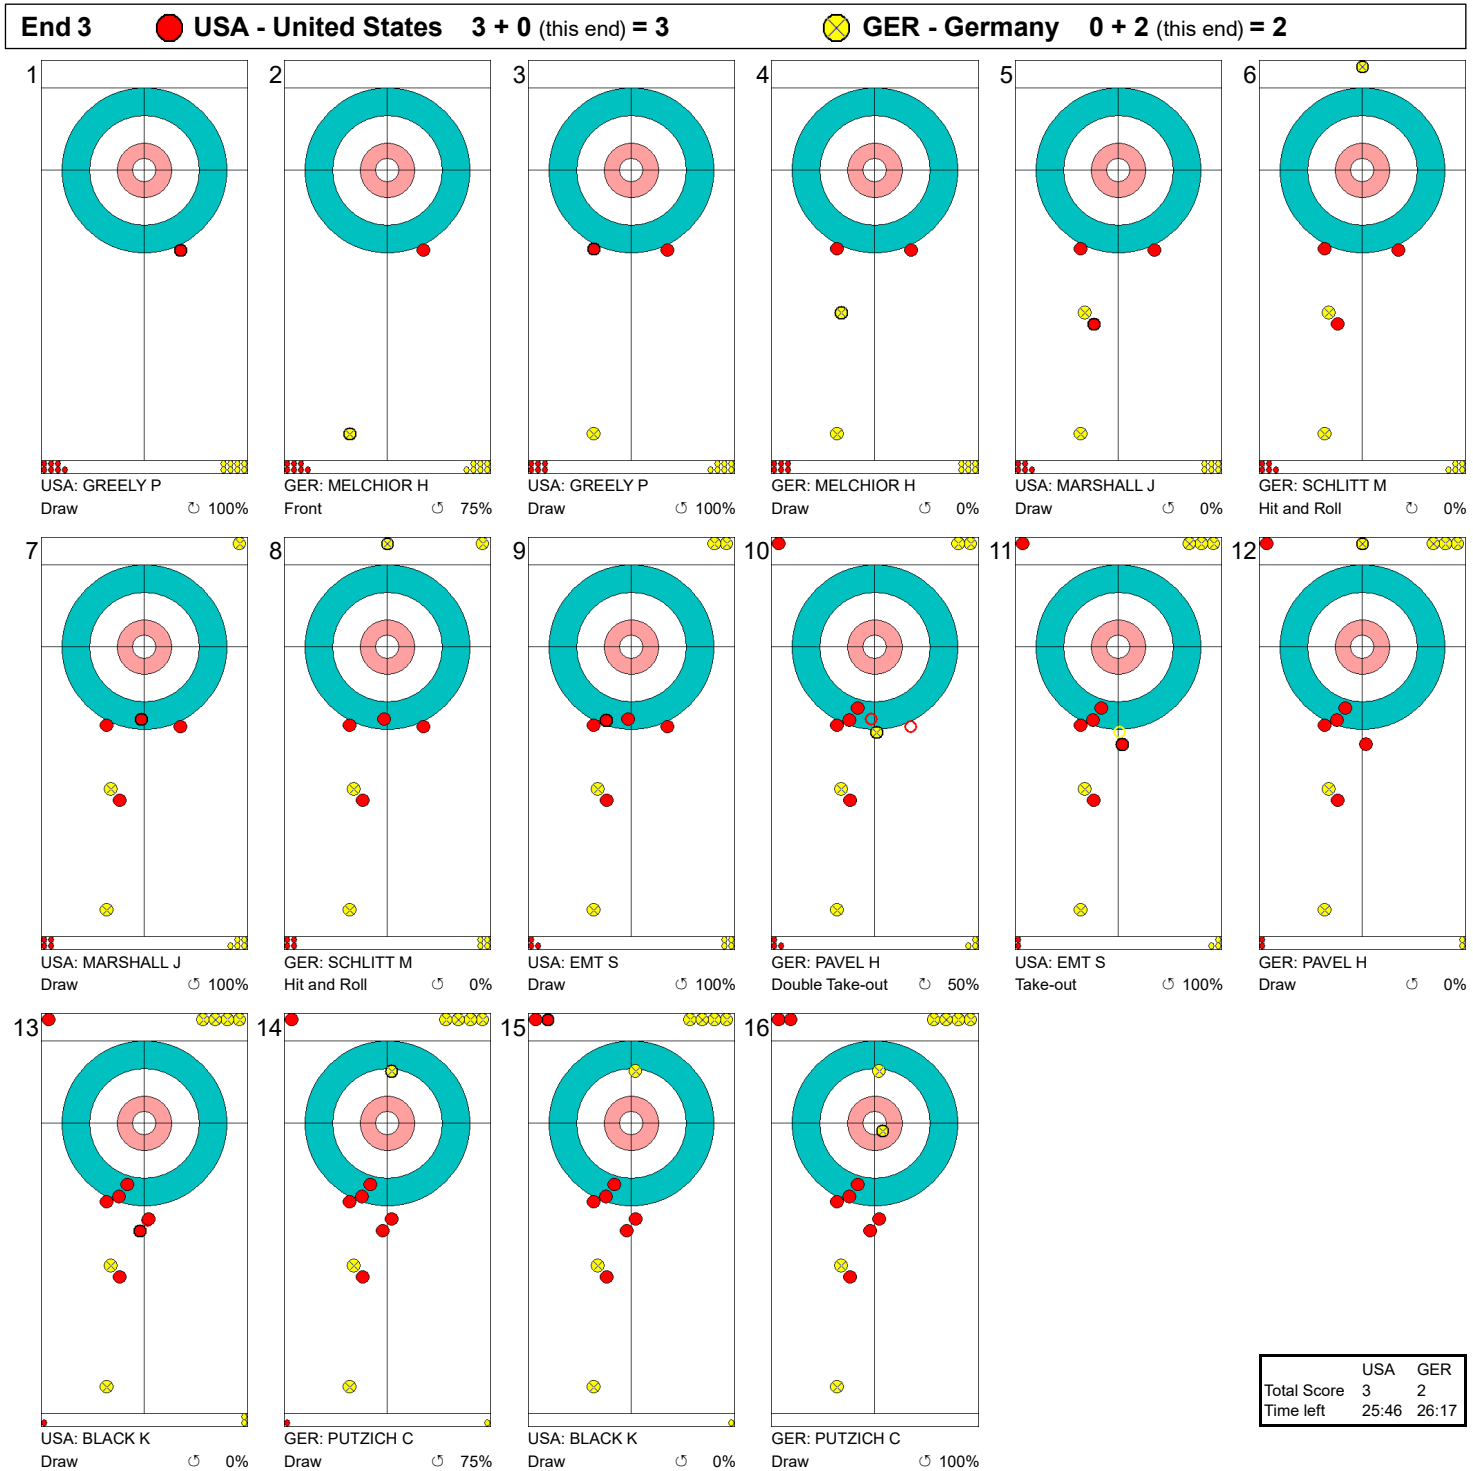 End 3 USA - United States 3 + 0 (this end) = 3 GER - Germany 0 + 2 (this end) = 2
1 2 3 4 5 6
USA: GREELY P GER: MELCHIOR H USA: GREELY P GER: MELCHIOR H USA: MARSHALL J GER: SCHLITT M
Draw ↻ 100% Front ↺ 75% Draw ↺ 100% Draw ↺ 0% Draw ↺ 0% Hit and Roll ↻ 0%
7 8 9 10 11 12
USA: MARSHALL J GER: SCHLITT M USA: EMT S GER: PAVEL H USA: EMT S GER: PAVEL H
Draw ↺ 100% Hit and Roll ↺ 0% Draw ↺ 100% Double Take-out ↻ 50% Take-out ↺ 100% Draw ↺ 0%
13 14 15 16
USA: BLACK K GER: PUTZICH C USA: BLACK K GER: PUTZICH C
Draw ↺ 0% Draw ↺ 75% Draw ↺ 0% Draw ↺ 100%
USA GER
Total Score 3 2
Time left 25:46 26:17